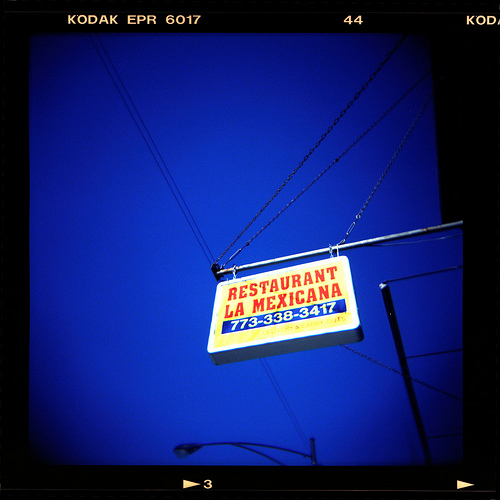 KODAK EPR 6017 44 KODA
RESTAURANT
LA MEXICANA
773-338-3417
3